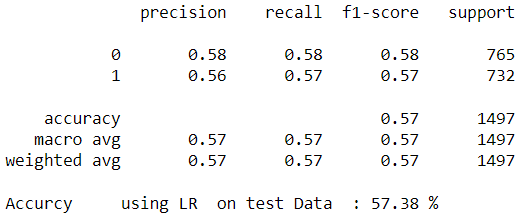 precision recall f1-score support
0 0.58 0.58 0.58 765
1 0.56 0.57 0.57 732
accuracy 0.57 1497
macro avg 0.57 0.57 0.57 1497
weighted avg 0.57 0.57 0.57 1497
Accurcy using LR on test Data : 57.38 %